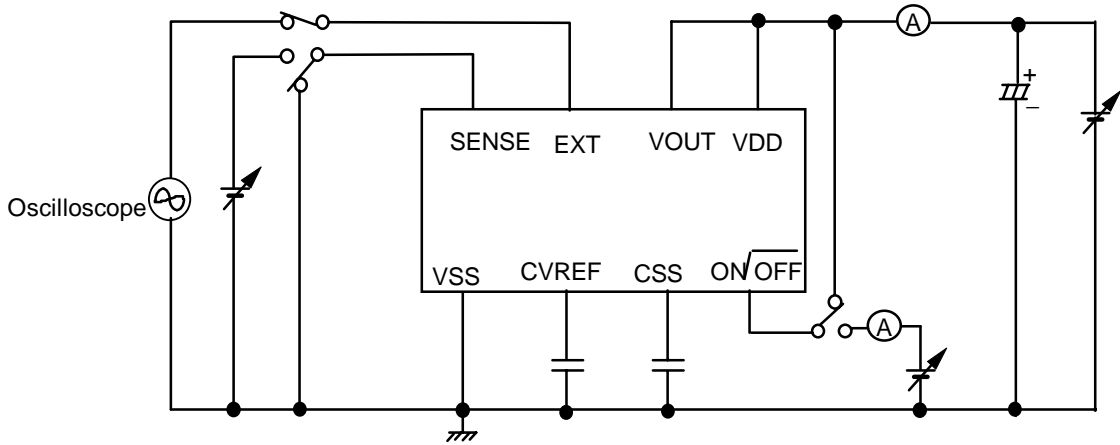 A
+
−
SENSE EXT VOUT VDD
Oscilloscope
VSS CVREF CSS ON/OFF
A